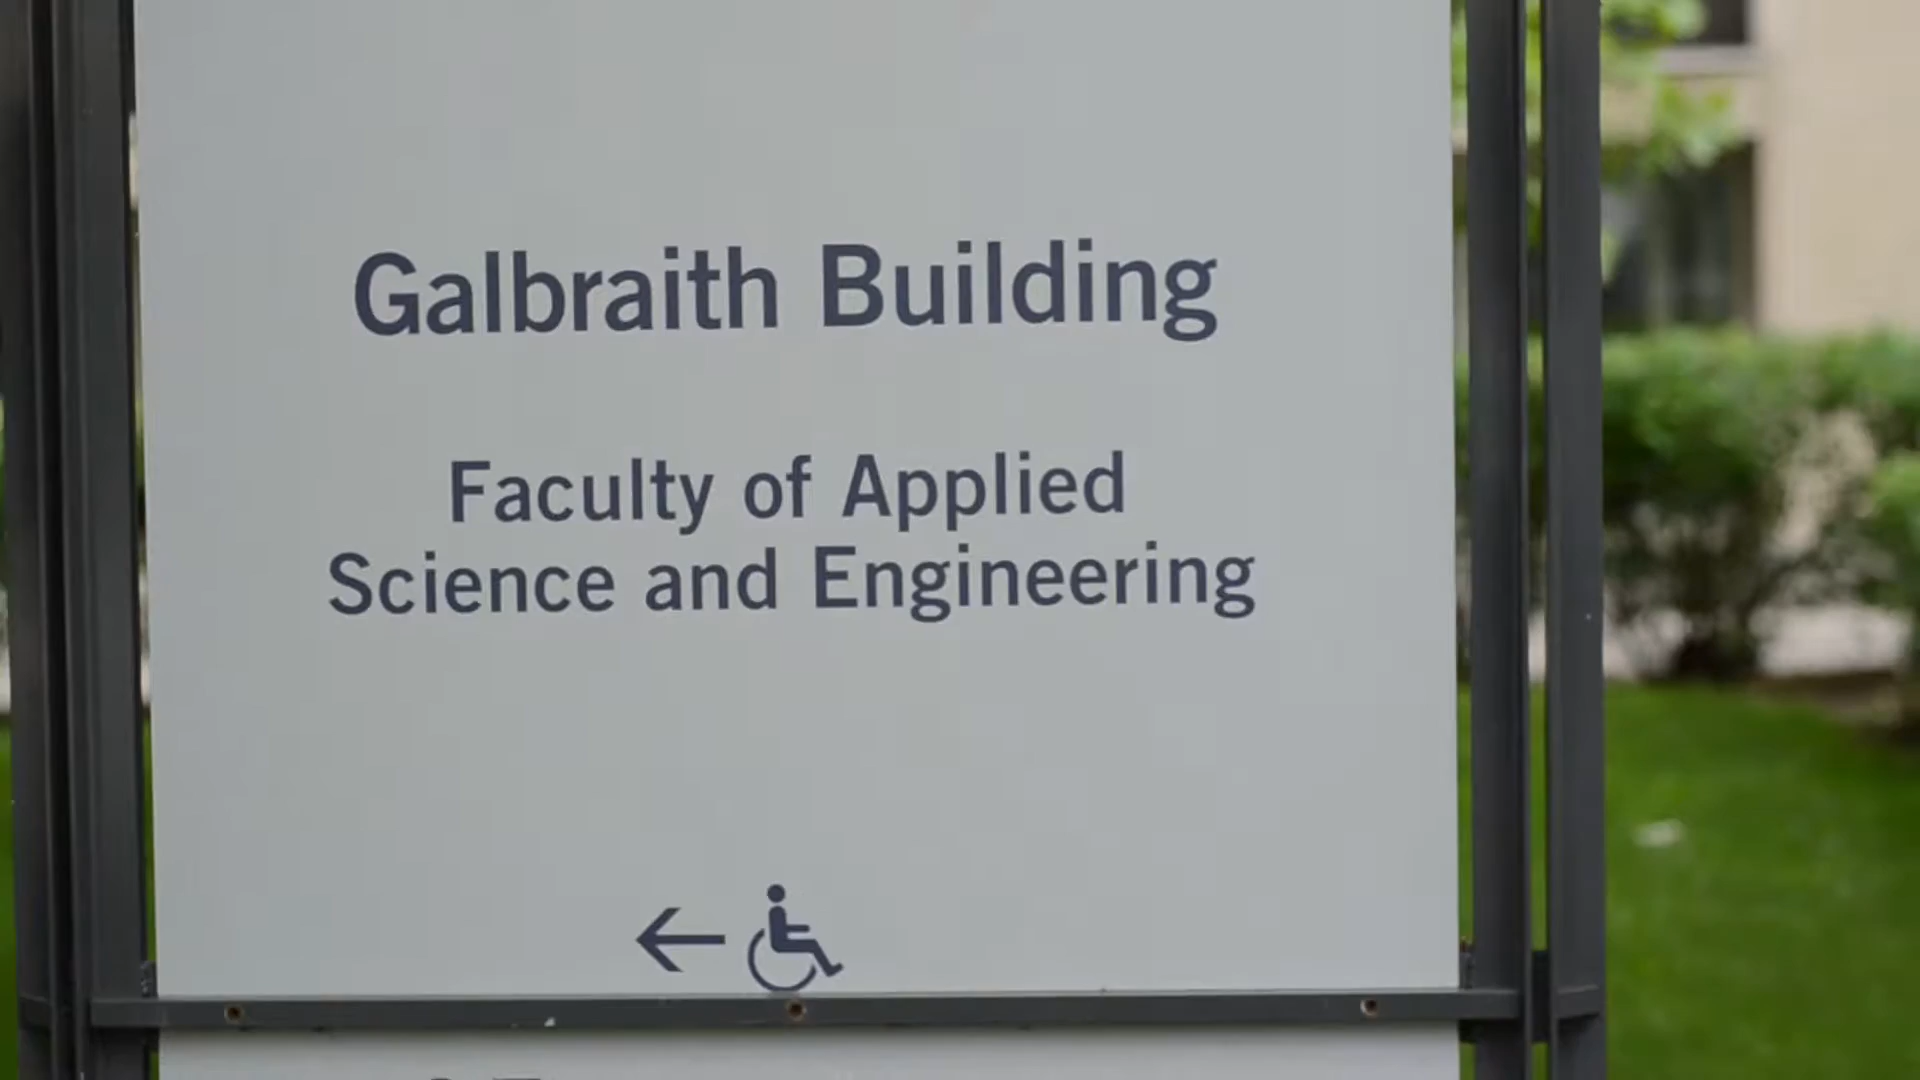 Galbraith Building
Faculty of Applied
Science and Engineering